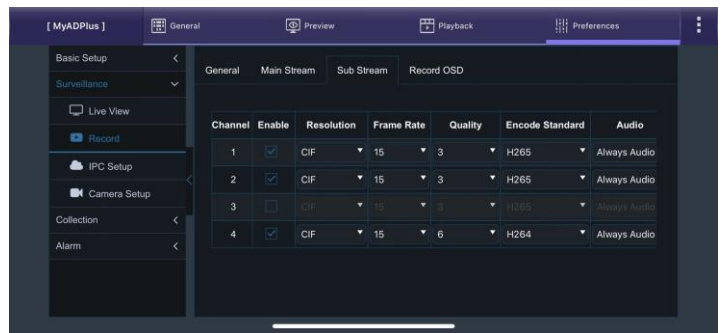 [ MyADPlus ] General Preview Playback Preferences
Basic Setup
Surveillance
Live View
Record
IPC Setup
Camera Setup
Collection
Alarm
General Main Stream Sub Stream Record OSD
Channel Enable Resolution Frame Rate Quality Encode Standard Audio
1 CIF 15 3 H265 Always Audio
2 CIF 15 3 H265 Always Audio
3 CIF 15 3 H265 Always Audio
4 CIF 15 6 H264 Always Audio